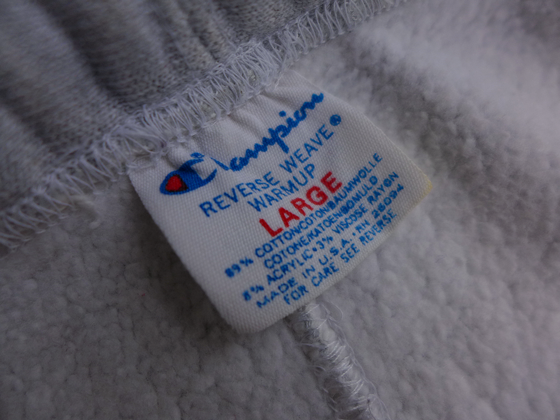 Champion
REVERSE WEAVE®
WARMUP
LARGE
89% COTTON/COTON/BAUMWOLLE
COTONE/KATOEN/BOMULD
8% ACRYLIC·3% VISCOSE RAYON
MADE IN U.S.A.·RN 26094
FOR CARE SEE REVERSE